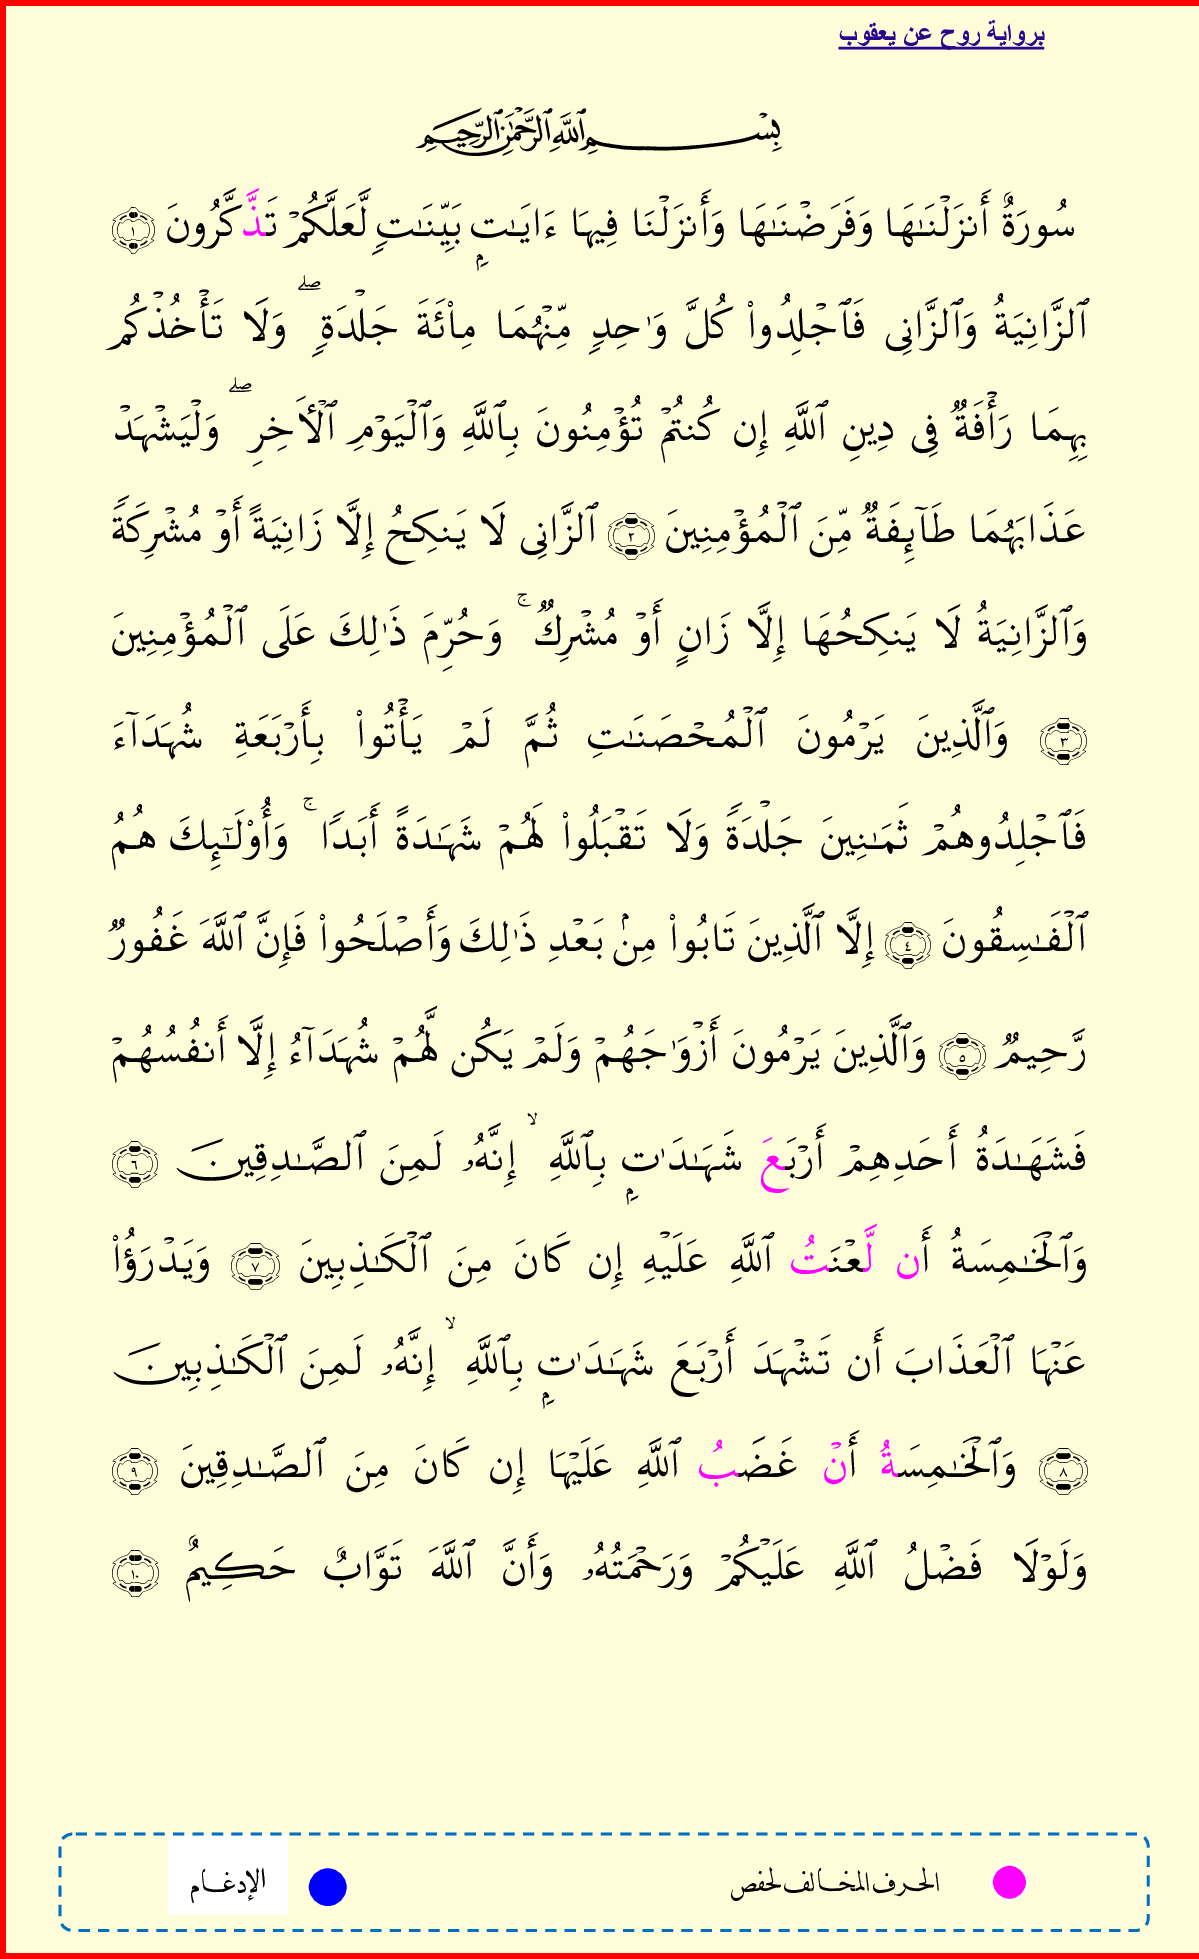 برواية روح عن يعقوب
بِسْمِ ٱللَّهِ ٱلرَّحْمَٰنِ ٱلرَّحِيمِ
سُورَةٌ أَنزَلْنَـٰهَا وَفَرَضْنَـٰهَا وَأَنزَلْنَا فِيهَا ءَايَـٰتِۭ بَيِّنَـٰتٍ لَّعَلَّكُمْ تَذَّكَّرُونَ ١
ٱلزَّانِيَةُ وَٱلزَّانِى فَٱجْلِدُوا۟ كُلَّ وَٰحِدٍ مِّنْهُمَا مِا۟ئَةَ جَلْدَةٍ ۖ وَلَا تَأْخُذْكُم
بِهِمَا رَأْفَةٌ فِى دِينِ ٱللَّهِ إِن كُنتُمْ تُؤْمِنُونَ بِٱللَّهِ وَٱلْيَوْمِ ٱلْـَٔاخِرِ ۖ وَلْيَشْهَدْ
عَذَابَهُمَا طَآئِفَةٌ مِّنَ ٱلْمُؤْمِنِينَ ٢ ٱلزَّانِى لَا يَنكِحُ إِلَّا زَانِيَةً أَوْ مُشْرِكَةً
وَٱلزَّانِيَةُ لَا يَنكِحُهَا إِلَّا زَانٍ أَوْ مُشْرِكٌ ۚ وَحُرِّمَ ذَٰلِكَ عَلَى ٱلْمُؤْمِنِينَ
٣ وَٱلَّذِينَ يَرْمُونَ ٱلْمُحْصَنَـٰتِ ثُمَّ لَمْ يَأْتُوا۟ بِأَرْبَعَةِ شُهَدَآءَ
فَٱجْلِدُوهُمْ ثَمَـٰنِينَ جَلْدَةً وَلَا تَقْبَلُوا۟ لَهُمْ شَهَـٰدَةً أَبَدًا ۚ وَأُو۟لَـٰٓئِكَ هُمُ
ٱلْفَـٰسِقُونَ ٤ إِلَّا ٱلَّذِينَ تَابُوا۟ مِنۢ بَعْدِ ذَٰلِكَ وَأَصْلَحُوا۟ فَإِنَّ ٱللَّهَ غَفُورٌ
رَّحِيمٌ ٥ وَٱلَّذِينَ يَرْمُونَ أَزْوَٰجَهُمْ وَلَمْ يَكُن لَّهُمْ شُهَدَآءُ إِلَّا أَنفُسُهُمْ
فَشَهَـٰدَةُ أَحَدِهِمْ أَرْبَعَ شَهَـٰدَٰتِۭ بِٱللَّهِ ۙ إِنَّهُۥ لَمِنَ ٱلصَّـٰدِقِينَ ٦
وَٱلْخَـٰمِسَةُ أَن لَّعْنَتُ ٱللَّهِ عَلَيْهِ إِن كَانَ مِنَ ٱلْكَـٰذِبِينَ ٧ وَيَدْرَؤُا۟
عَنْهَا ٱلْعَذَابَ أَن تَشْهَدَ أَرْبَعَ شَهَـٰدَٰتِۭ بِٱللَّهِ ۙ إِنَّهُۥ لَمِنَ ٱلْكَـٰذِبِينَ
٨ وَٱلْخَـٰمِسَةُ أَنْ غَضَبُ ٱللَّهِ عَلَيْهَا إِن كَانَ مِنَ ٱلصَّـٰدِقِينَ ٩
وَلَوْلَا فَضْلُ ٱللَّهِ عَلَيْكُمْ وَرَحْمَتُهُۥ وَأَنَّ ٱللَّهَ تَوَّابٌ حَكِيمٌ ١٠
الحرف المخالف لحفص الإدغام